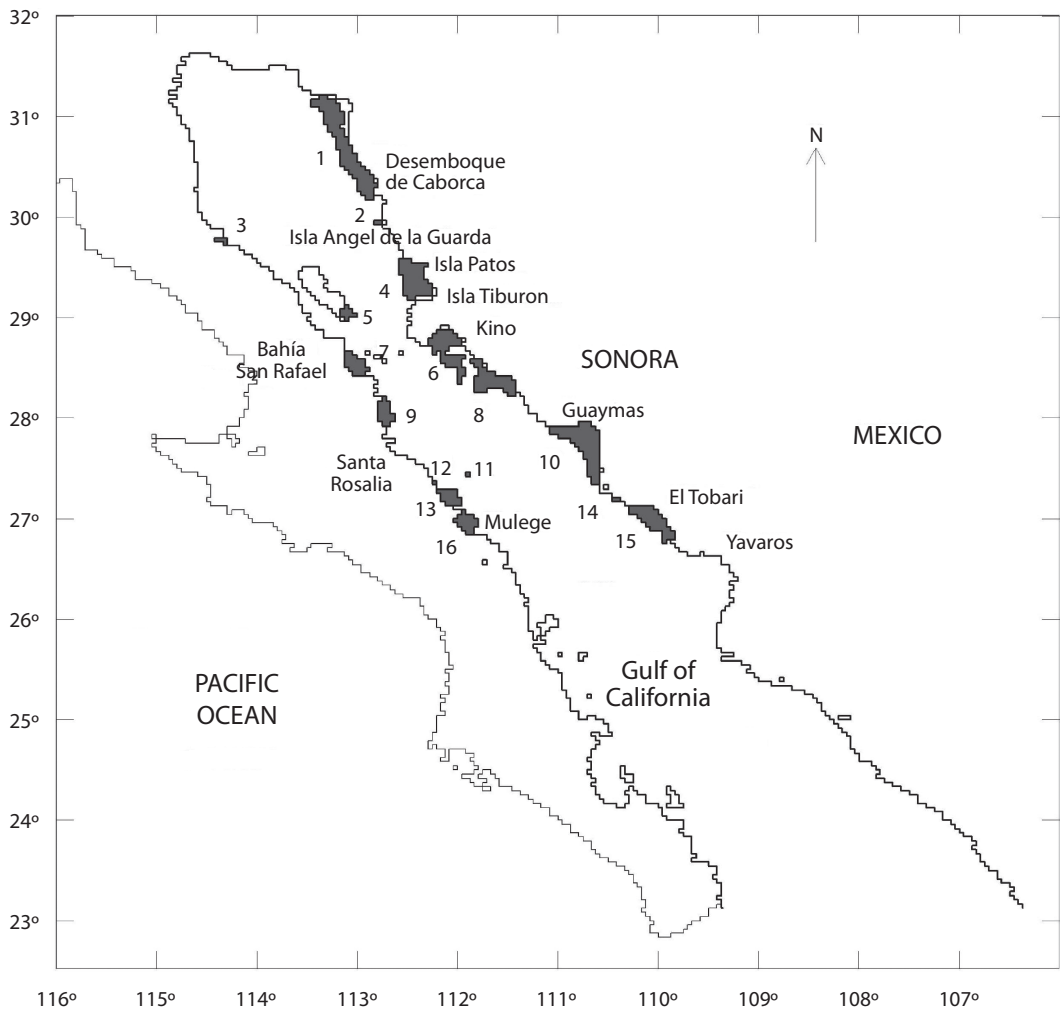 32º
31º
30º
29º
28º
27º
26º
25º
24º
23º
N
1
Desemboque
de Caborca
2
3
Isla Angel de la Guarda
Isla Patos
4
Isla Tiburon
5
Kino
7
Bahía
San Rafael
6
SONORA
8
9
Guaymas
MEXICO
10
Santa
Rosalia
12
11
13
14
El Tobari
Mulege
15
16
Yavaros
Gulf of
California
PACIFIC
OCEAN
116º
115º
114º
113º
112º
111º
110º
109º
108º
107º